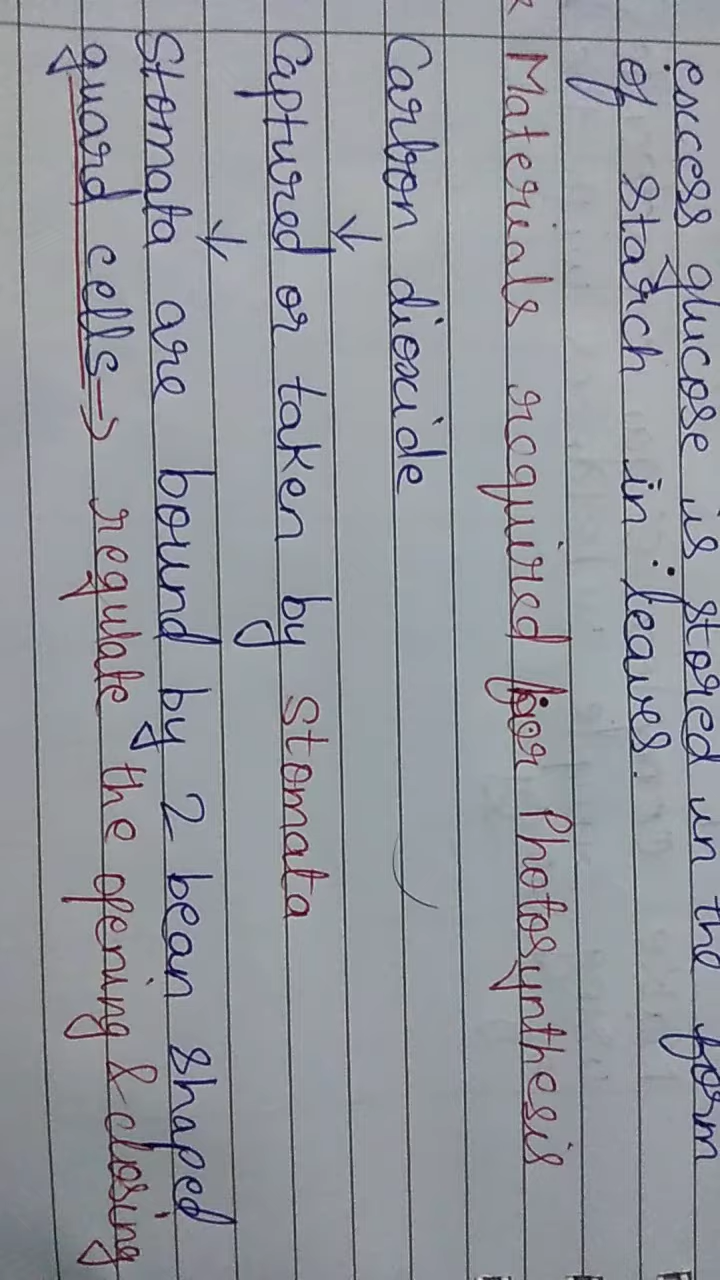 excess glucose is stored in the form
of starch in leaves.
* Materials required for Photosynthesis
Carbon dioxide
↓
Captured or taken by stomata
↓
Stomata are bound by 2 bean shaped
guard cells → regulate the opening & closing